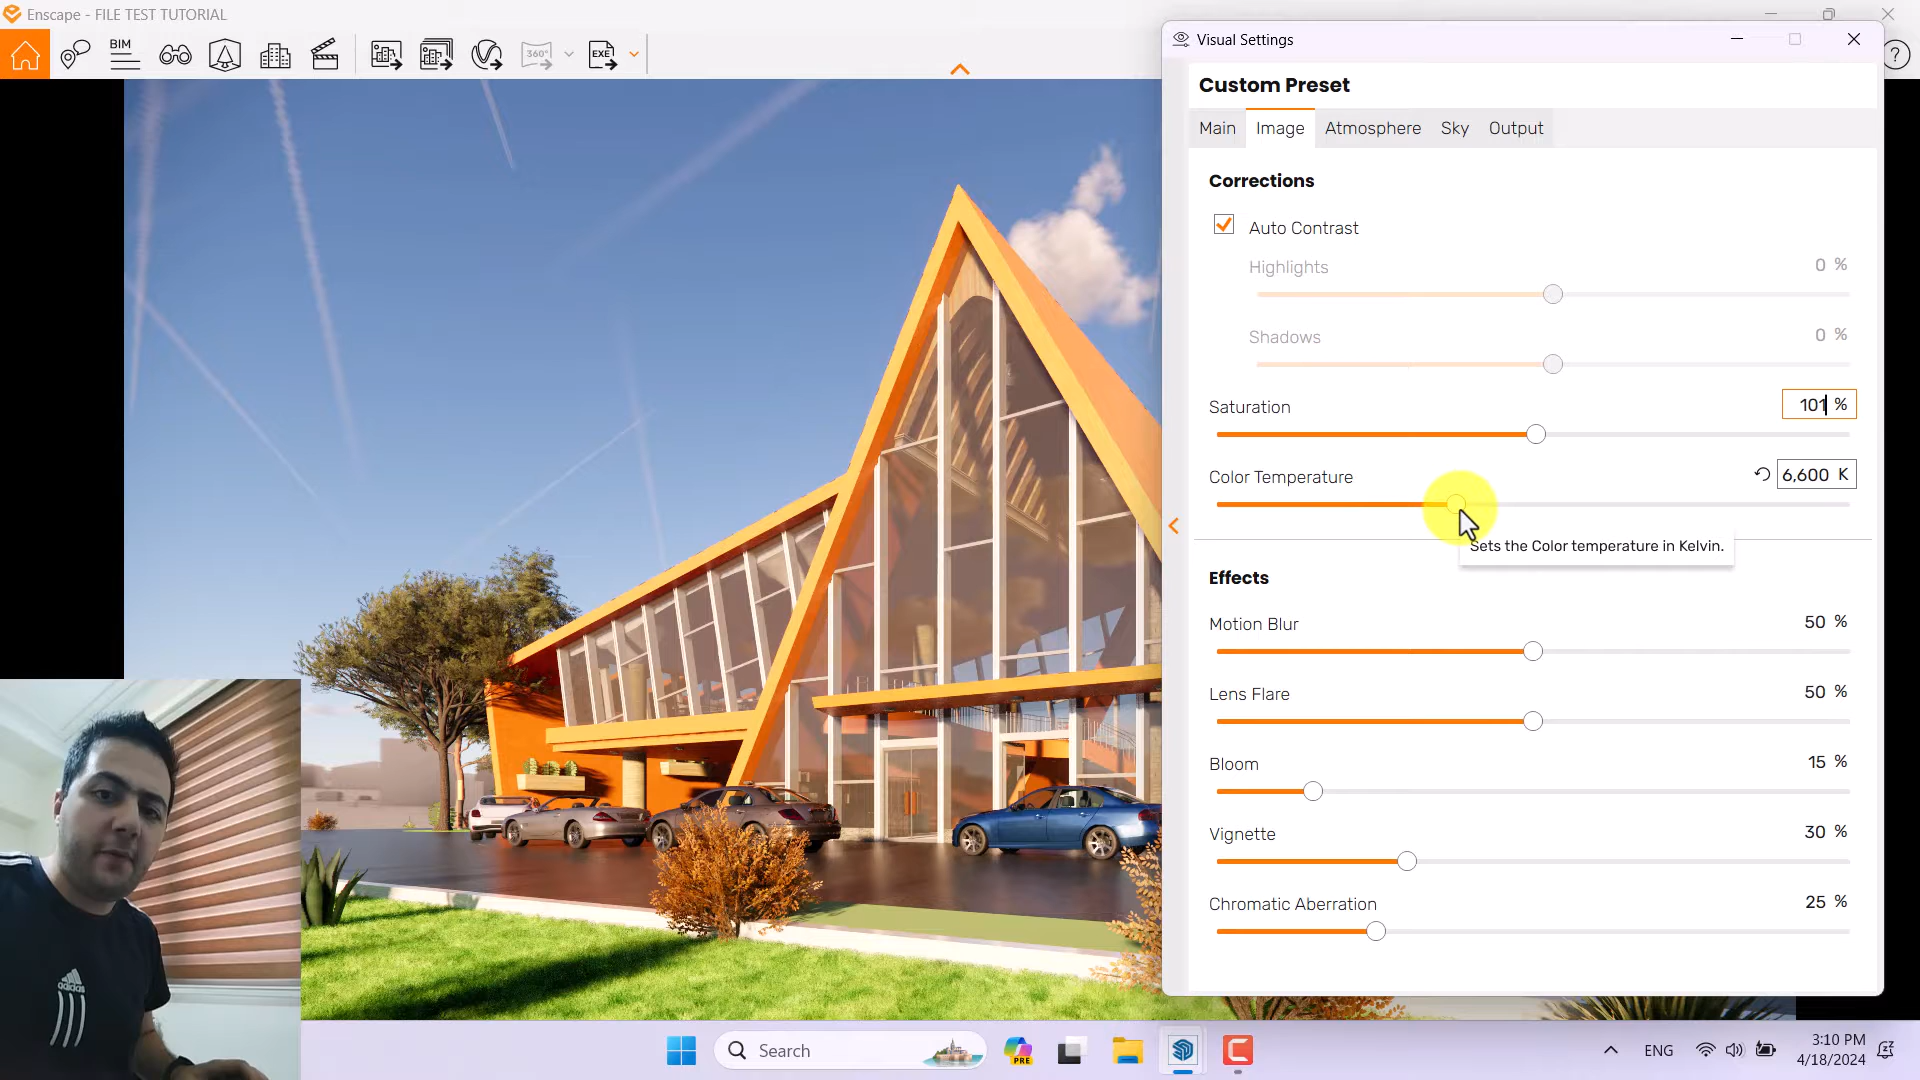 Enscape - FILE TEST TUTORIAL
BIM
360°
EXE
?
Visual Settings
Custom Preset
Main Image Atmosphere Sky Output
Corrections
Auto Contrast
Highlights 0 %
Shadows 0 %
Saturation 101 %
Color Temperature 6,600 K
Sets the Color temperature in Kelvin.
Effects
Motion Blur 50 %
Lens Flare 50 %
Bloom 15 %
Vignette 30 %
Chromatic Aberration 25 %
adidas
Search
PRE
ENG
3:10 PM
4/18/2024